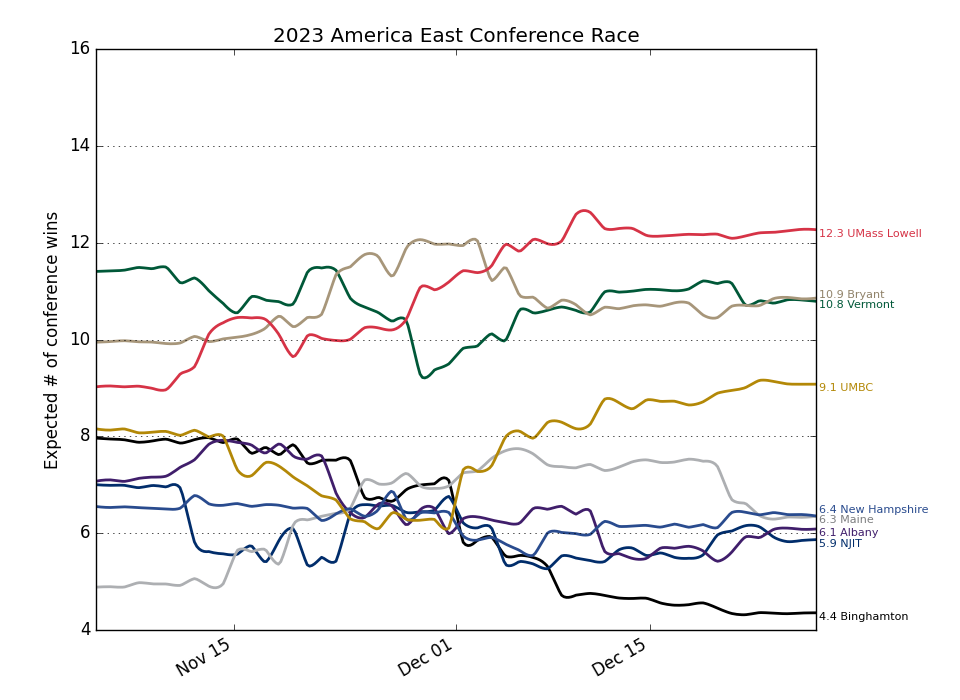 2023 America East Conference Race
Expected # of conference wins
16
14
12
10
8
6
4
Nov 15
Dec 01
Dec 15
12.3 UMass Lowell
10.9 Bryant
10.8 Vermont
9.1 UMBC
6.4 New Hampshire
6.3 Maine
6.1 Albany
5.9 NJIT
4.4 Binghamton